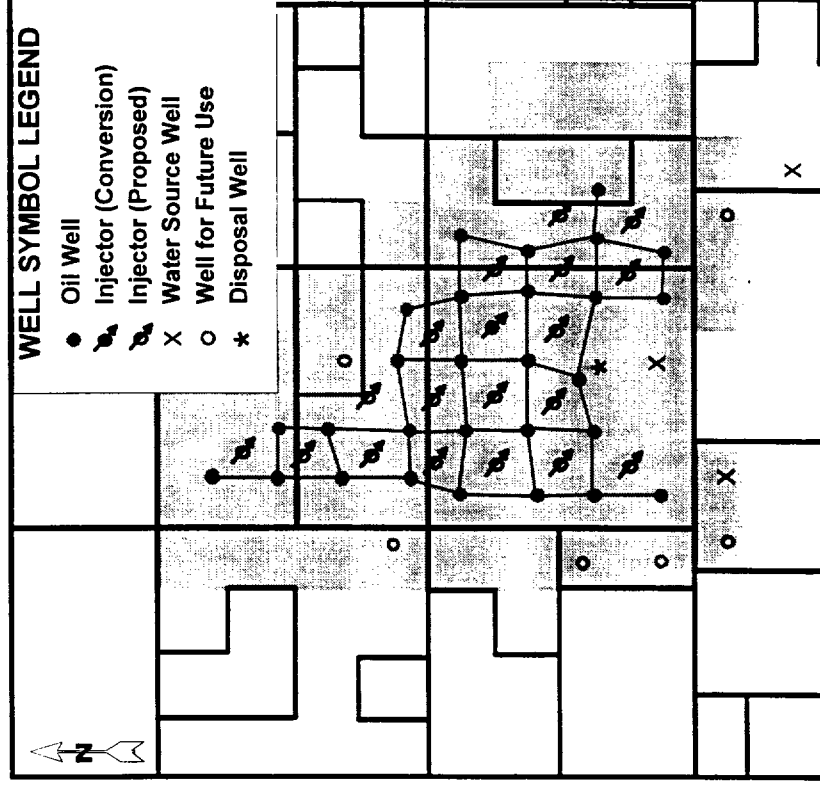 WELL SYMBOL LEGEND
Oil Well
Injector (Conversion)
Injector (Proposed)
X Water Source Well
Well for Future Use
* Disposal Well
N
X
X
X
*